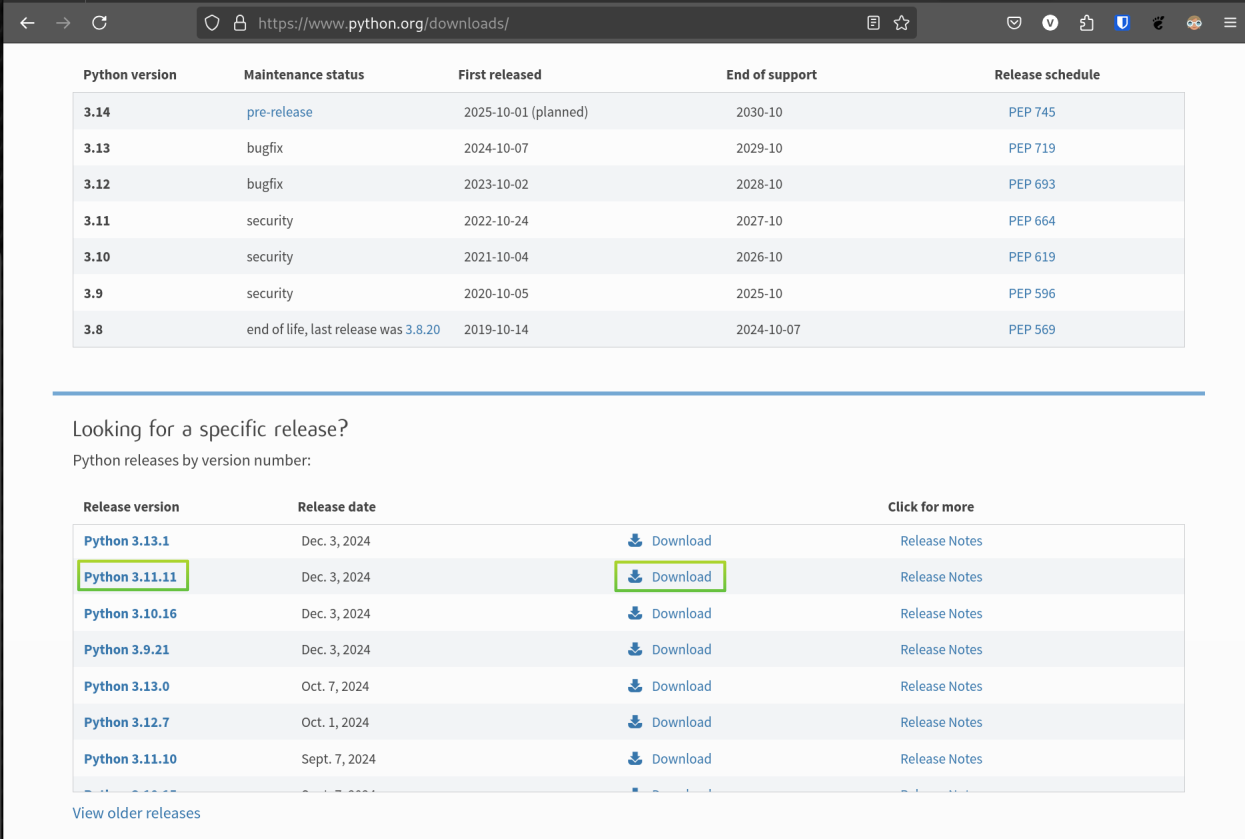 https://www.python.org/downloads/
Python version Maintenance status First released End of support Release schedule
3.14 pre-release 2025-10-01 (planned) 2030-10 PEP 745
3.13 bugfix 2024-10-07 2029-10 PEP 719
3.12 bugfix 2023-10-02 2028-10 PEP 693
3.11 security 2022-10-24 2027-10 PEP 664
3.10 security 2021-10-04 2026-10 PEP 619
3.9 security 2020-10-05 2025-10 PEP 596
3.8 end of life, last release was 3.8.20 2019-10-14 2024-10-07 PEP 569
Looking for a specific release?
Python releases by version number:
Release version Release date Click for more
Python 3.13.1 Dec. 3, 2024 Download Release Notes
Python 3.11.11 Dec. 3, 2024 Download Release Notes
Python 3.10.16 Dec. 3, 2024 Download Release Notes
Python 3.9.21 Dec. 3, 2024 Download Release Notes
Python 3.13.0 Oct. 7, 2024 Download Release Notes
Python 3.12.7 Oct. 1, 2024 Download Release Notes
Python 3.11.10 Sept. 7, 2024 Download Release Notes
View older releases